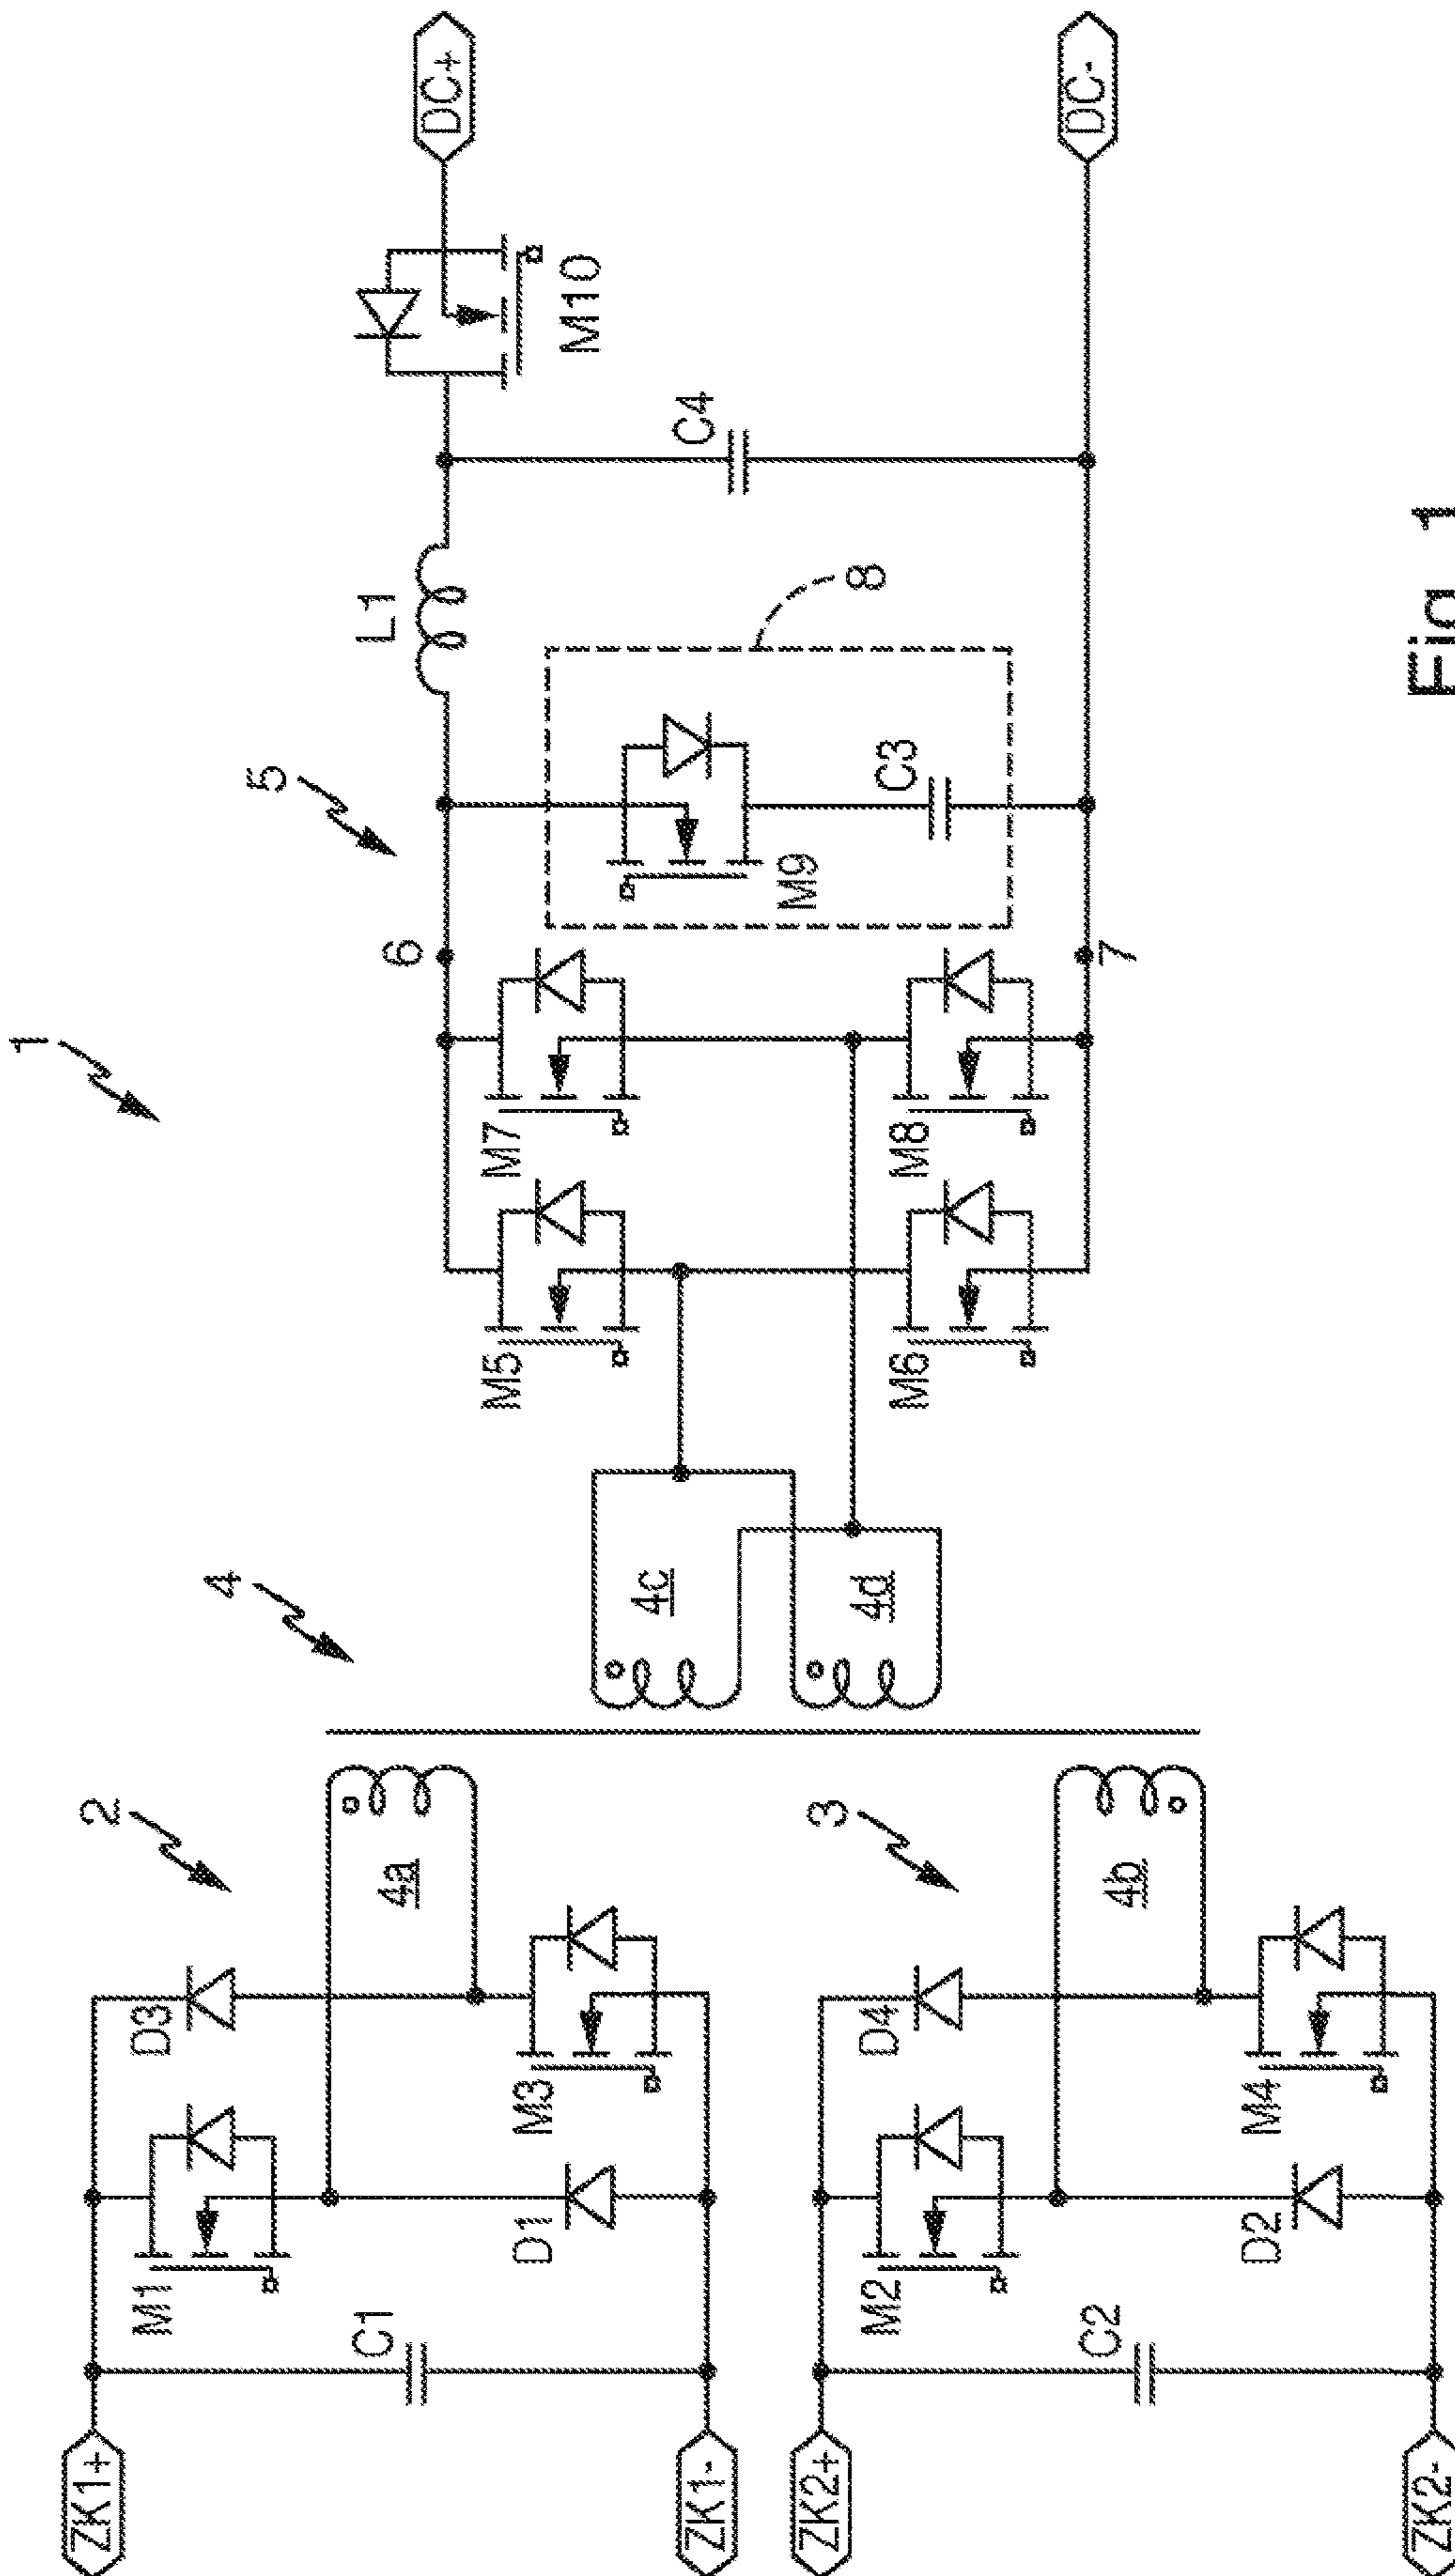 1
ZK1+
C1
M1
D3
2
D1
M3
4a
ZK1-
ZK2+
C2
M2
D4
3
D2
M4
4b
ZK2-
4
4c
4d
5
M5
M7
6
M6
M8
7
M9
C3
8
L1
C4
M10
DC+
DC-
Fig. 1